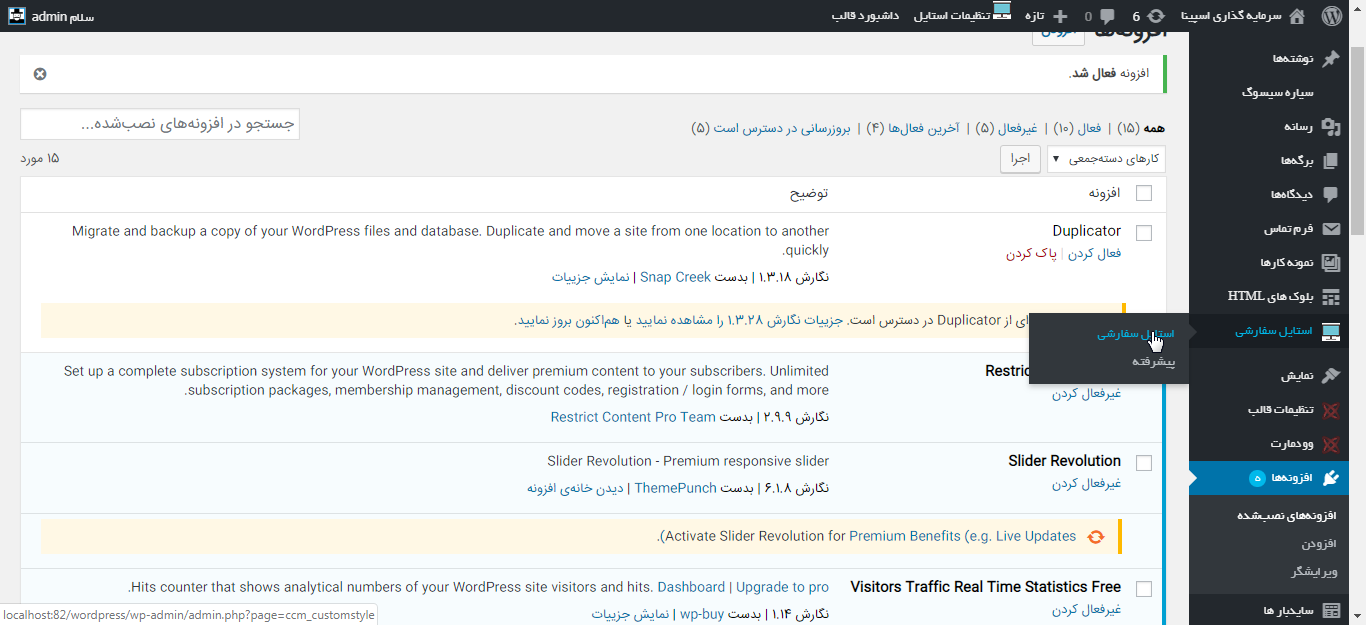 سرمایه گذاری اسپینا
6
0
تازه
تنظیمات استایل
داشبورد قالب
سلام admin
نوشته‌ها
سیاره سیسوگ
رسانه
برگه‌ها
دیدگاه‌ها
فرم تماس
نمونه کارها
بلوک های HTML
استایل سفارشی
استایل سفارشی
پیشرفته
نمایش
تنظیمات قالب
وودمارت
افزونه‌ها ۵
افزونه‌های نصب‌شده
افزودن
ویرایشگر
سایدبار ها
افزونه‌ها
افزودن
افزونه فعال شد.
همه (۱۵) | فعال (۱۰) | غیرفعال (۵) | آخرین فعال‌ها (۴) | بروزرسانی در دسترس است (۵)
جستجو در افزونه‌های نصب‌شده...
کارهای دسته‌جمعی
اجرا
۱۵ مورد
افزونه
توضیح
Duplicator
فعال کردن | پاک کردن
Migrate and backup a copy of your WordPress files and database. Duplicate and move a site from one location to another
quickly.
نگارش ۱.۳.۱۸ | بدست Snap Creek | نمایش جزییات
ای از Duplicator در دسترس است. جزییات نگارش ۱.۳.۲۸ را مشاهده نمایید یا هم‌اکنون بروز نمایید.
Restric
غیرفعال کردن
Set up a complete subscription system for your WordPress site and deliver premium content to your subscribers. Unlimited
subscription packages, membership management, discount codes, registration / login forms, and more.
نگارش ۲.۹.۹ | بدست Restrict Content Pro Team
Slider Revolution
غیرفعال کردن
Slider Revolution - Premium responsive slider
نگارش ۶.۱.۸ | بدست ThemePunch | دیدن خانه‌ی افزونه
Activate Slider Revolution for Premium Benefits (e.g. Live Updates).
Visitors Traffic Real Time Statistics Free
غیرفعال کردن
Hits counter that shows analytical numbers of your WordPress site visitors and hits. Dashboard | Upgrade to pro.
نگارش ۱.۱۴ | بدست wp-buy | نمایش جزییات
localhost:82/wordpress/wp-admin/admin.php?page=ccm_customstyle